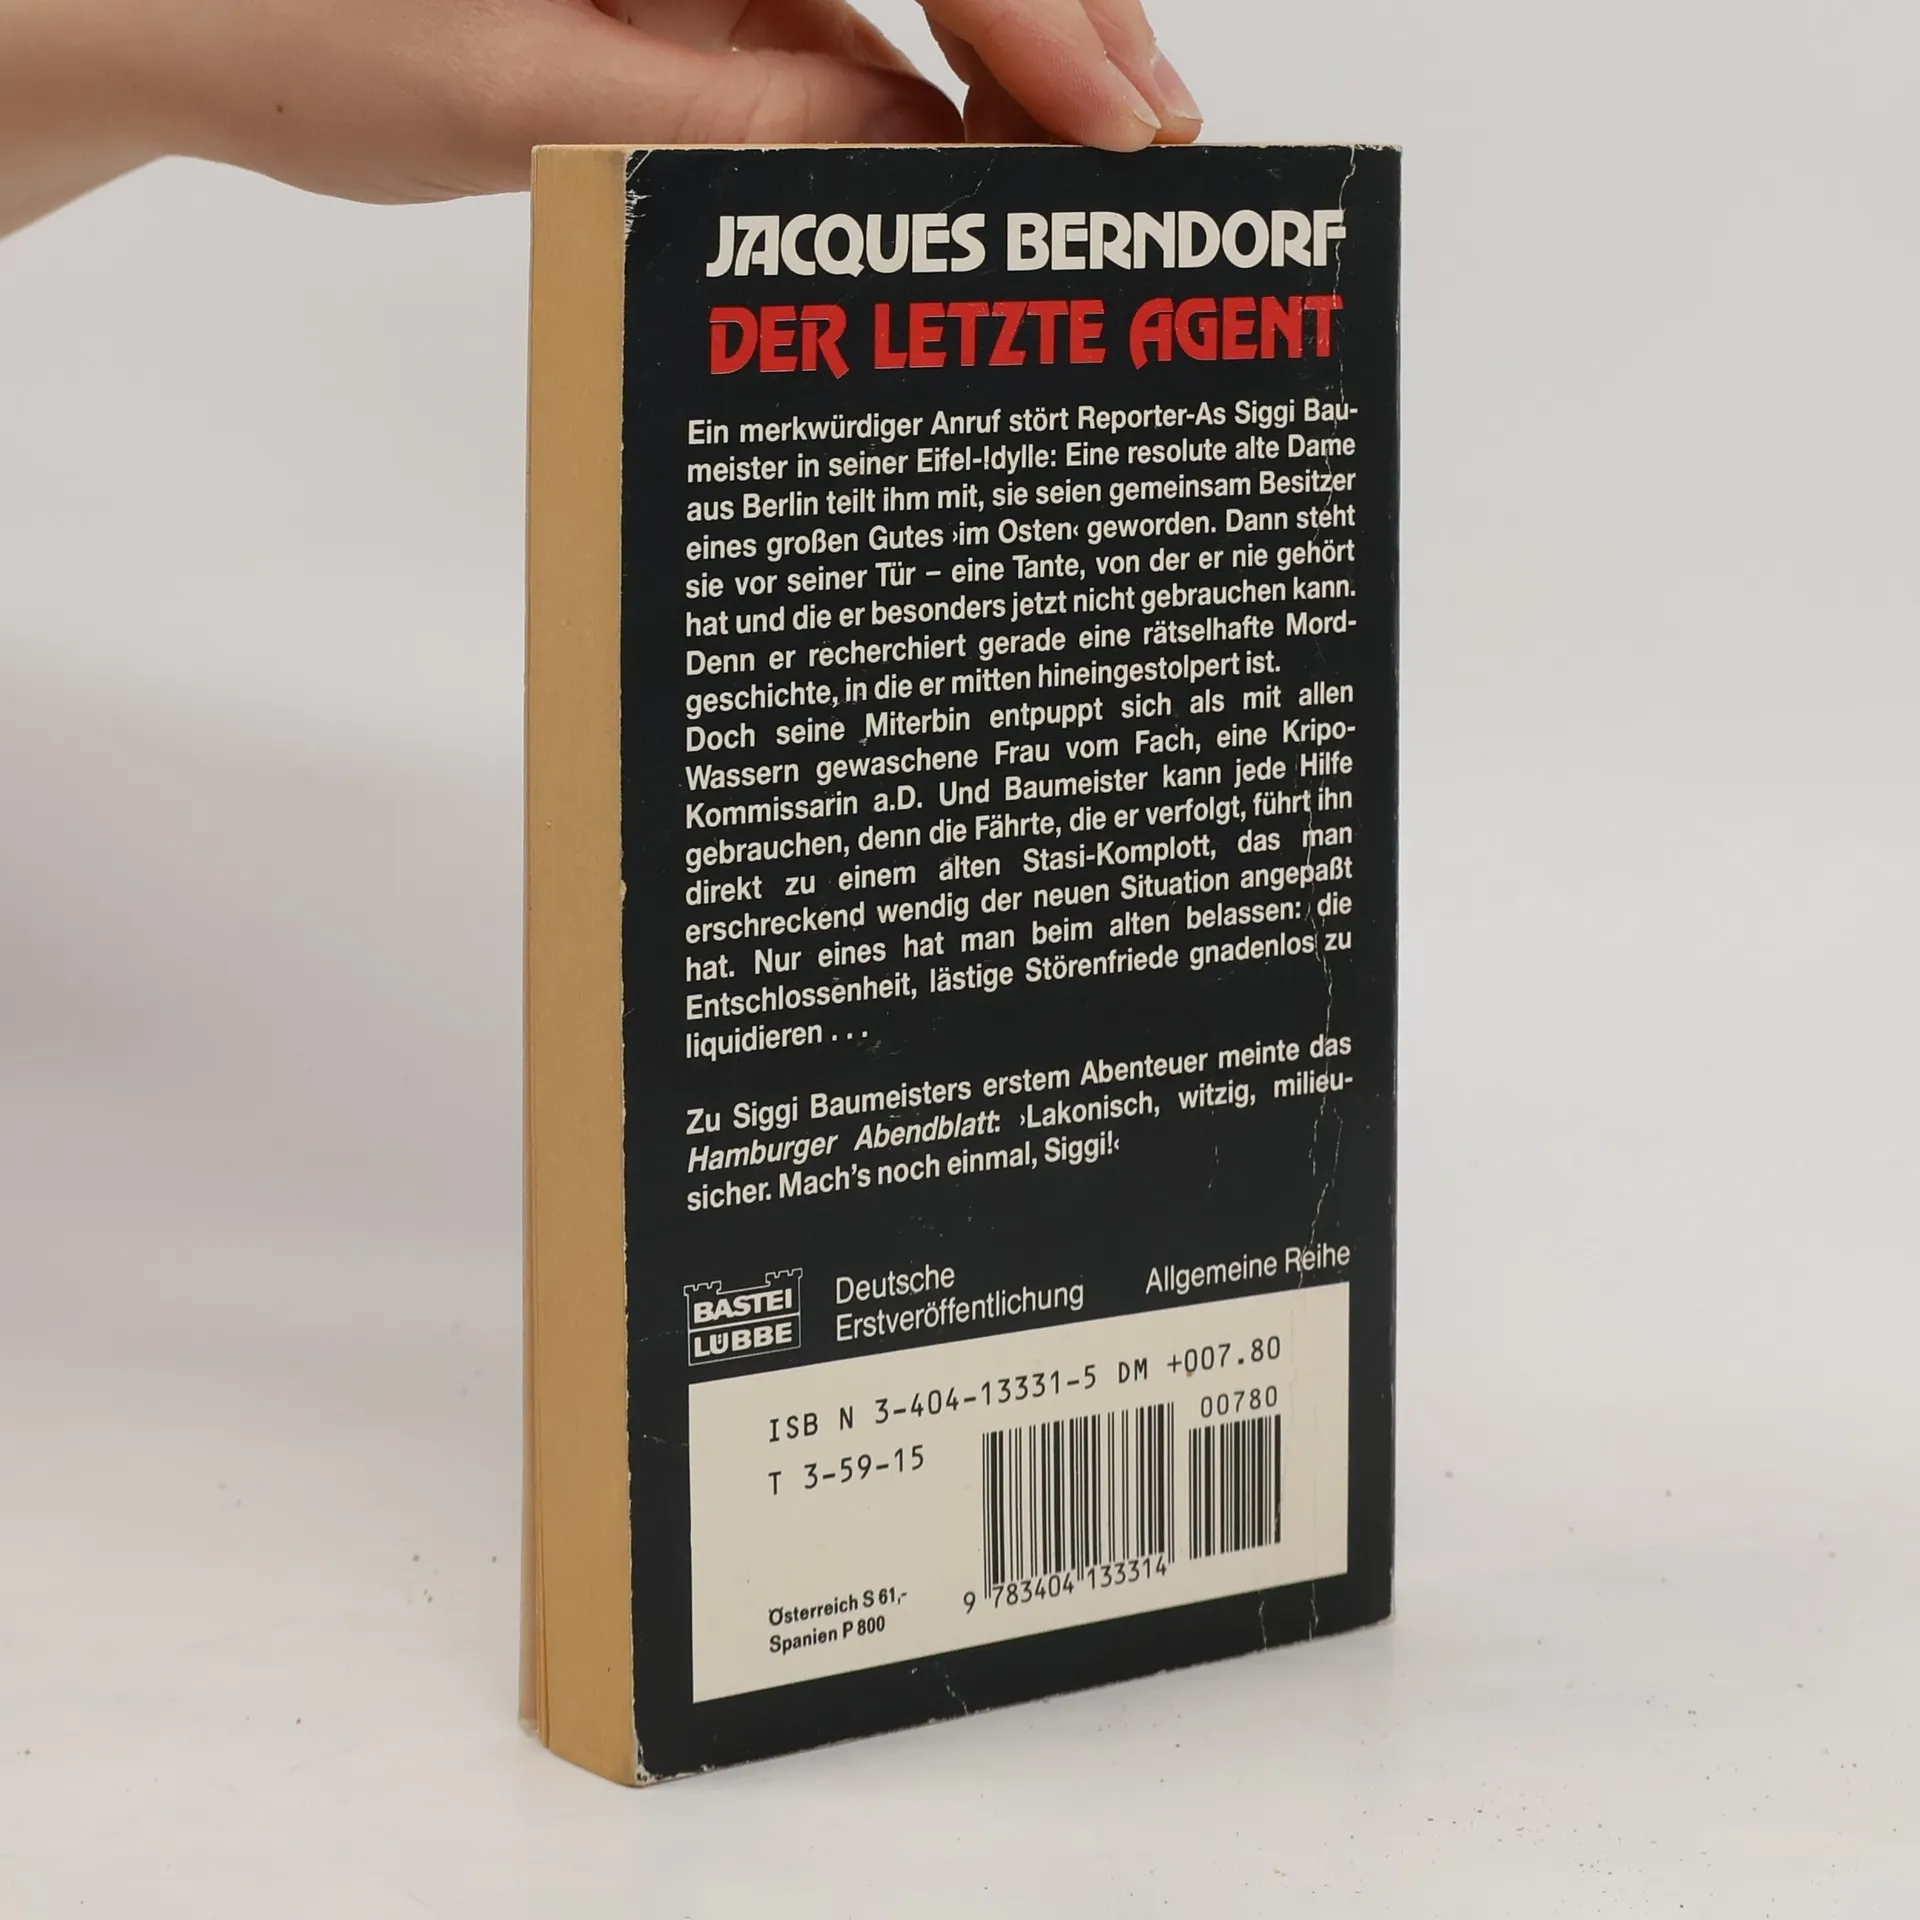 JACQUES BERNDORF
DER LETZTE AGENT
Ein merkwürdiger Anruf stört Reporter-As Siggi Bau-
meister in seiner Eifel-Idylle: Eine resolute alte Dame
aus Berlin teilt ihm mit, sie seien gemeinsam Besitzer
eines großen Gutes ›im Osten‹ geworden. Dann steht
sie vor seiner Tür – eine Tante, von der er nie gehört
hat und die er besonders jetzt nicht gebrauchen kann.
Denn er recherchiert gerade eine rätselhafte Mord-
geschichte, in die er mitten hineingestolpert ist.
Doch seine Miterbin entpuppt sich als mit allen
Wassern gewaschene Frau vom Fach, eine Kripo-
Kommissarin a.D. Und Baumeister kann jede Hilfe
gebrauchen, denn die Fährte, die er verfolgt, führt ihn
direkt zu einem alten Stasi-Komplott, das man
erschreckend wendig der neuen Situation angepaßt
hat. Nur eines hat man beim alten belassen: die
Entschlossenheit, lästige Störenfriede gnadenlos zu
liquidieren . . .
Zu Siggi Baumeisters erstem Abenteuer meinte das
Hamburger Abendblatt: ›Lakonisch, witzig, milieu-
sicher. Mach's noch einmal, Siggi!‹
BASTEI
LÜBBE
Deutsche
Erstveröffentlichung
Allgemeine Reihe
ISB N 3-404-13331-5 DM +007.80
00780
T 3-59-15
9 783404 133314
Österreich S 61,-
Spanien P 800